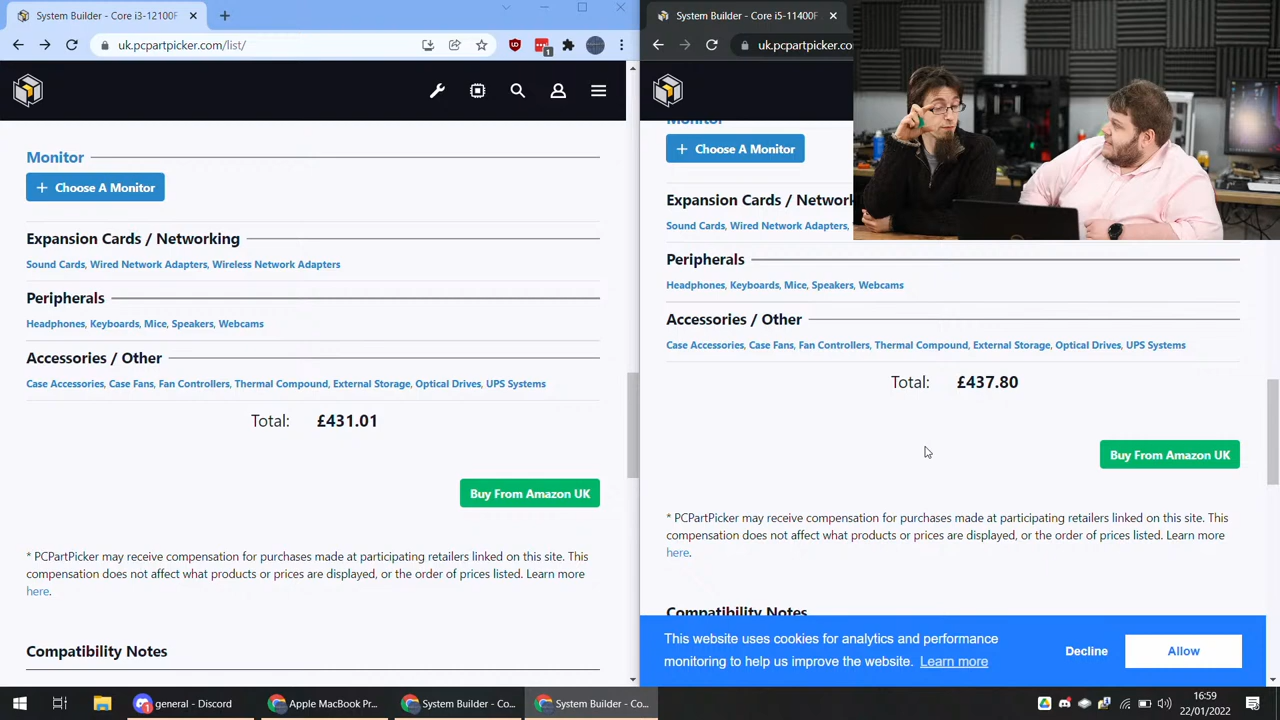 System Builder - Core i3-12100F
uk.pcpartpicker.com/list/
1
Monitor
+ Choose A Monitor
Expansion Cards / Networking
Sound Cards, Wired Network Adapters, Wireless Network Adapters
Peripherals
Headphones, Keyboards, Mice, Speakers, Webcams
Accessories / Other
Case Accessories, Case Fans, Fan Controllers, Thermal Compound, External Storage, Optical Drives, UPS Systems
Total: £431.01
Buy From Amazon UK
* PCPartPicker may receive compensation for purchases made at participating retailers linked on this site. This
compensation does not affect what products or prices are displayed, or the order of prices listed. Learn more
here.
Compatibility Notes
System Builder - Core i5-11400F
uk.pcpartpicker.co
Monitor
+ Choose A Monitor
Expansion Cards / Network
Sound Cards, Wired Network Adapters,
Peripherals
Headphones, Keyboards, Mice, Speakers, Webcams
Accessories / Other
Case Accessories, Case Fans, Fan Controllers, Thermal Compound, External Storage, Optical Drives, UPS Systems
Total: £437.80
Buy From Amazon UK
* PCPartPicker may receive compensation for purchases made at participating retailers linked on this site. This
compensation does not affect what products or prices are displayed, or the order of prices listed. Learn more
here.
Compatibility Notes
This website uses cookies for analytics and performance
monitoring to help us improve the website. Learn more
Decline
Allow
general - Discord
Apple MacBook Pr...
System Builder - Co...
System Builder - Co...
16:59
22/01/2022